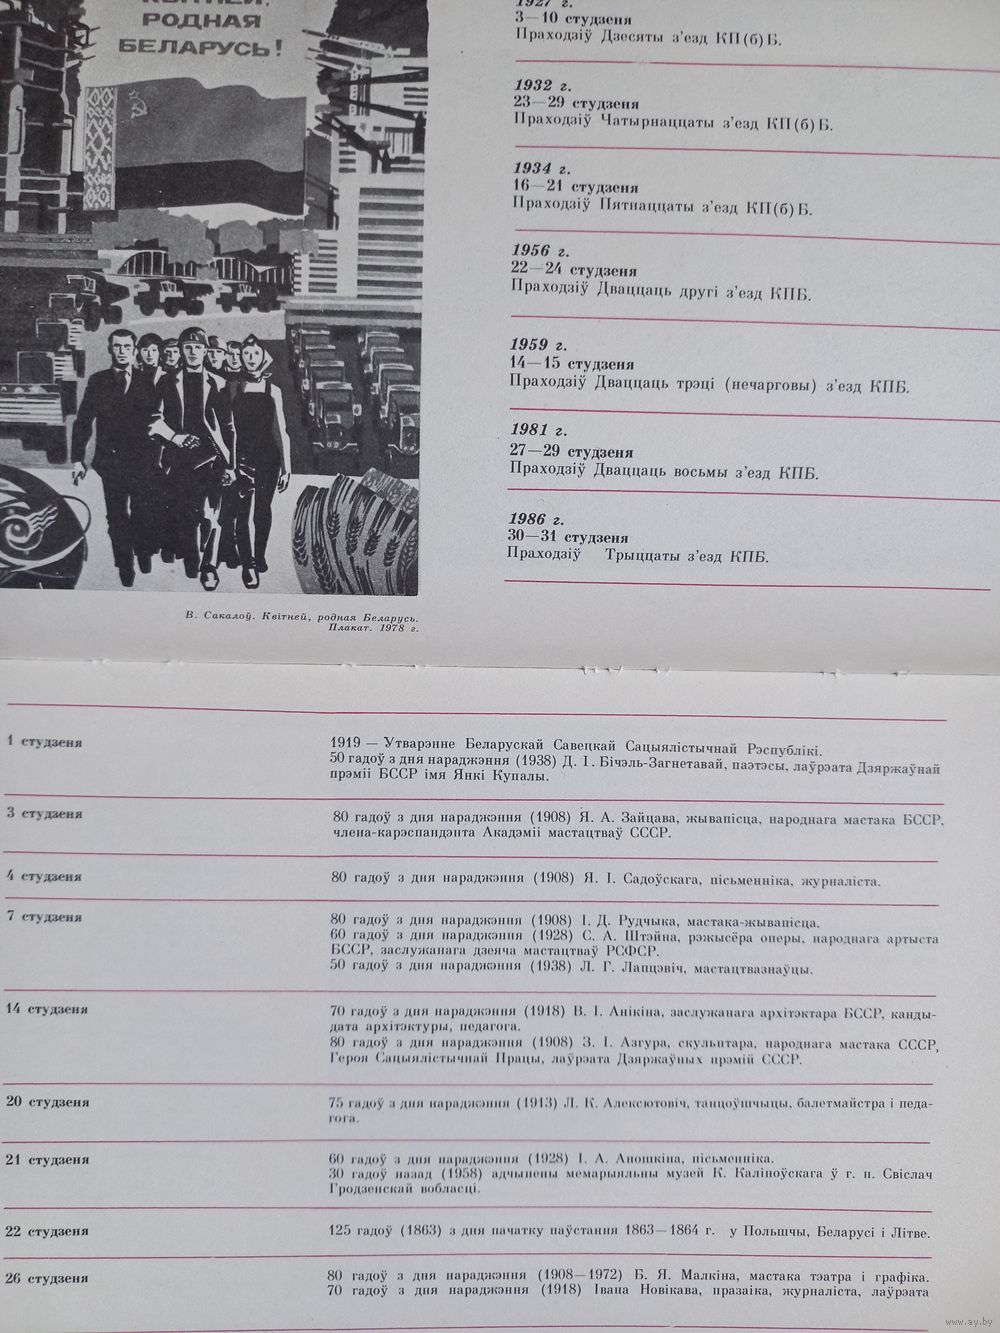 КВІТНЕЙ,
РОДНАЯ
БЕЛАРУСЬ!
В. Сакалоў. Квітней, родная Беларусь.
Плакат. 1978 г.
1927 г.
3—10 студзеня
Праходзіў Дзесяты з'езд КП(б)Б.
1932 г.
23—29 студзеня
Праходзіў Чатырнаццаты з'езд КП(б)Б.
1934 г.
16—21 студзеня
Праходзіў Пятнаццаты з'езд КП(б)Б.
1956 г.
22—24 студзеня
Праходзіў Дваццаць другі з'езд КПБ.
1959 г.
14—15 студзеня
Праходзіў Дваццаць трэці (нечарговы) з'езд КПБ.
1981 г.
27—29 студзеня
Праходзіў Дваццаць восьмы з'езд КПБ.
1986 г.
30—31 студзеня
Праходзіў Трыццаты з'езд КПБ.
1 студзеня
1919 — Утварэнне Беларускай Савецкай Сацыялістычнай Рэспублікі.
50 гадоў з дня нараджэння (1938) Д. І. Бічэль-Загнетавай, паэтэсы, лаўрэата Дзяржаўнай
прэміі БССР імя Янкі Купалы.
3 студзеня
80 гадоў з дня нараджэння (1908) Я. А. Зайцава, жывапісца, народнага мастака БССР,
члена-карэспандэнта Акадэміі мастацтваў СССР.
4 студзеня
80 гадоў з дня нараджэння (1908) Я. І. Садоўскага, пісьменніка, журналіста.
7 студзеня
80 гадоў з дня нараджэння (1908) І. Д. Рудчыка, мастака-жывапісца.
60 гадоў з дня нараджэння (1928) С. А. Штэйна, рэжысёра оперы, народнага артыста
БССР, заслужанага дзеяча мастацтваў РСФСР.
50 гадоў з дня нараджэння (1938) Л. Г. Лапцэвіч, мастацтвазнаўцы.
14 студзеня
70 гадоў з дня нараджэння (1918) В. І. Анікіна, заслужанага архітэктара БССР, канды-
дата архітэктуры, педагога.
80 гадоў з дня нараджэння (1908) З. І. Азгура, скульптара, народнага мастака СССР,
Героя Сацыялістычнай Працы, лаўрэата Дзяржаўных прэмій СССР.
20 студзеня
75 гадоў з дня нараджэння (1913) Л. К. Алексютовіч, танцоўшчыцы, балетмайстра і педа-
гога.
21 студзеня
60 гадоў з дня нараджэння (1928) І. А. Аношкіна, пісьменніка.
30 гадоў назад (1958) адчынены мемарыяльны музей К. Каліноўскага ў г. п. Свіслач
Гродзенскай вобласці.
22 студзеня
125 гадоў (1863) з дня пачатку паўстання 1863—1864 г. у Польшчы, Беларусі і Літве.
26 студзеня
80 гадоў з дня нараджэння (1908—1972) Б. Я. Малкіна, мастака тэатра і графіка.
70 гадоў з дня нараджэння (1918) Івана Новікава, празаіка, журналіста, лаўрэата
www.ay.by